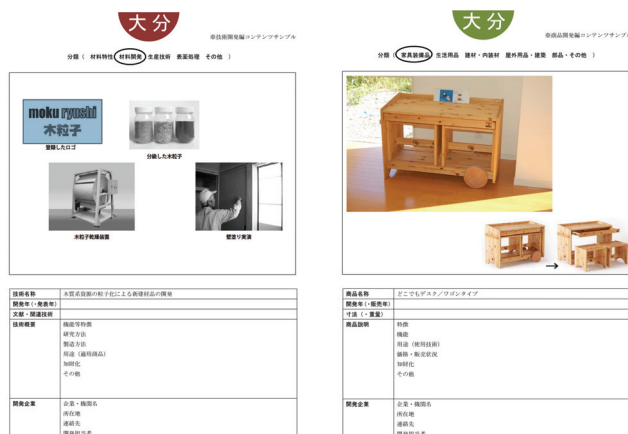 大分
※技術開発編コンテンツサンプル
分類（ 材料特性 材料開発 生産技術 表面処理 その他 ）
moku ryushi
木粒子
登録したロゴ
分級した木粒子
木粒子乾燥装置
壁塗り実演
技術名称 木質系資源の粒子化による新建材品の開発
開発年（・発表年）
文献・関連技術
技術概要 機能等特徴
研究方法
製造方法
用途（適用商品）
知財化
その他
開発企業 企業・機関名
所在地
連絡先
開発担当者
大分
※商品開発編コンテンツサンプル
分類（ 家具装備品 生活用品 建材・内装材 屋外用品・建築 部品・その他 ）
→
商品名称 どこでもデスク／ワゴンタイプ
開発年（・販売年）
寸法（・重量）
商品説明 特徴
機能
用途（使用技術）
価格・販売状況
知財化
その他
開発企業 企業・機関名
所在地
連絡先
開発担当者